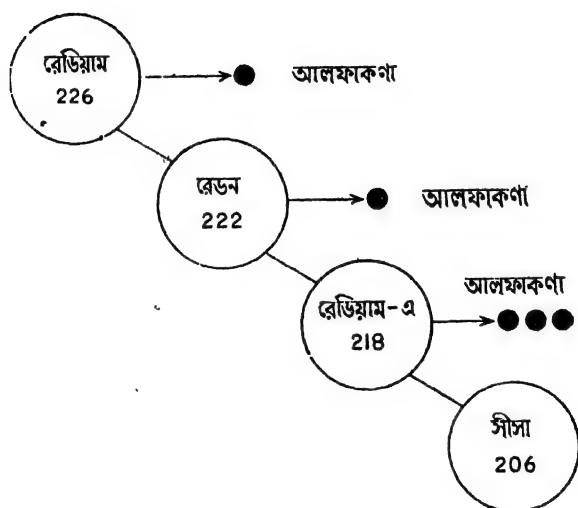 রেডিয়াম
226
আলফাকণা
রেডন
222
আলফাকণা
আলফাকণা
রেডিয়াম-এ
218
সীসা
206